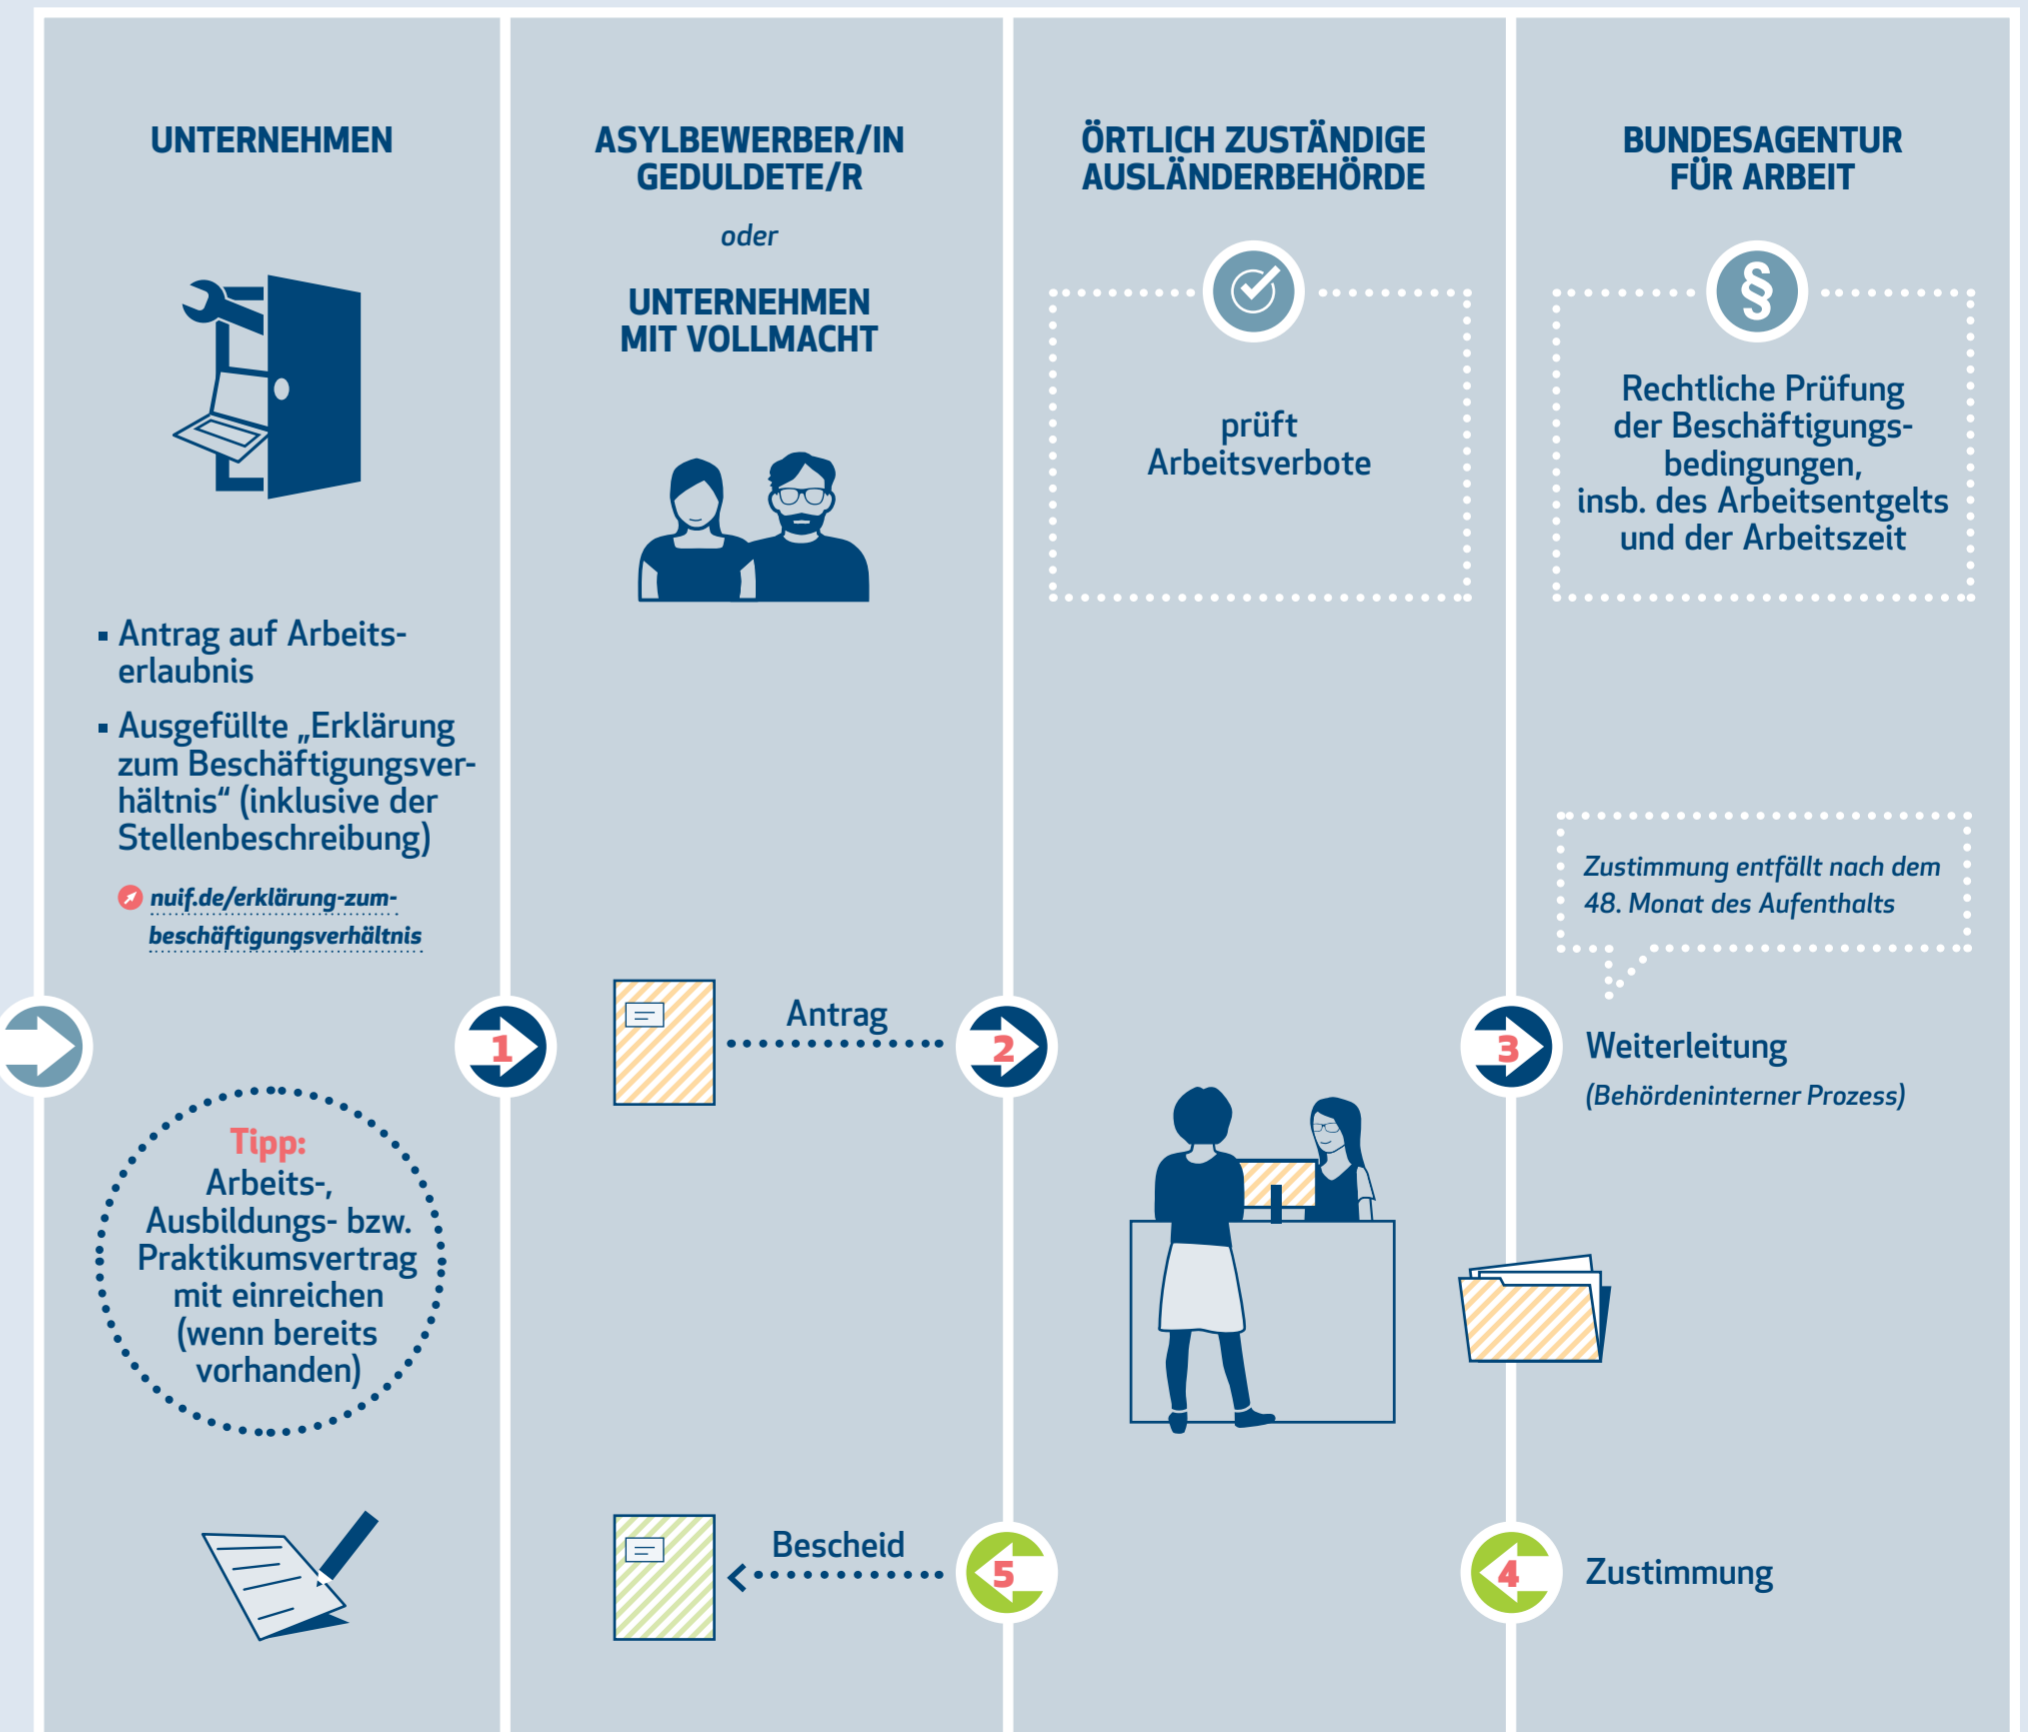 UNTERNEHMEN
▪ Antrag auf Arbeits-
erlaubnis
▪ Ausgefüllte „Erklärung
zum Beschäftigungsver-
hältnis“ (inklusive der
Stellenbeschreibung)
nuif.de/erklärung-zum-
beschäftigungsverhältnis
Tipp:
Arbeits-,
Ausbildungs- bzw.
Praktikumsvertrag
mit einreichen
(wenn bereits
vorhanden)
1
ASYLBEWERBER/IN
GEDULDETE/R
oder
UNTERNEHMEN
MIT VOLLMACHT
Antrag
2
ÖRTLICH ZUSTÄNDIGE
AUSLÄNDERBEHÖRDE
prüft
Arbeitsverbote
3
BUNDESAGENTUR
FÜR ARBEIT
§
Rechtliche Prüfung
der Beschäftigungs-
bedingungen,
insb. des Arbeitsentgelts
und der Arbeitszeit
Zustimmung entfällt nach dem
48. Monat des Aufenthalts
Weiterleitung
(Behördeninterner Prozess)
4
Zustimmung
5
Bescheid